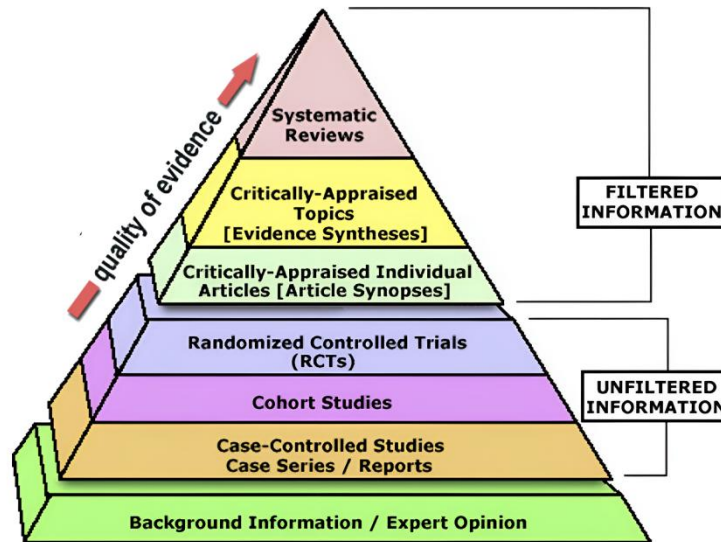 quality of evidence
Systematic
Reviews
Critically-Appraised
Topics
[Evidence Syntheses]
Critically-Appraised Individual
Articles [Article Synopses]
FILTERED
INFORMATION
Randomized Controlled Trials
(RCTs)
Cohort Studies
Case-Controlled Studies
Case Series / Reports
UNFILTERED
INFORMATION
Background Information / Expert Opinion